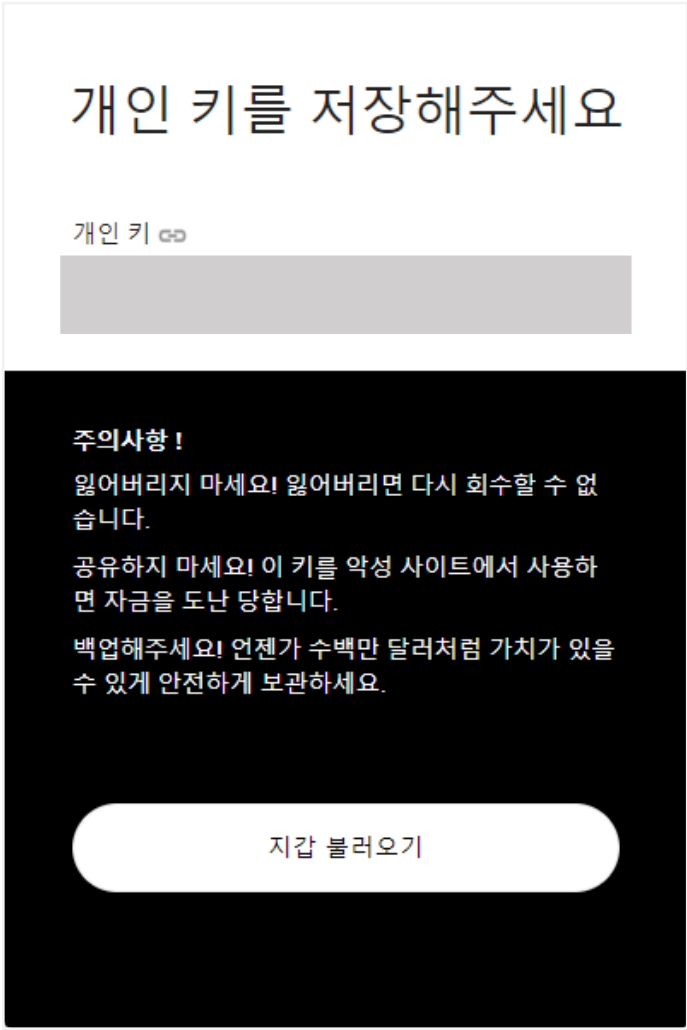 개인 키를 저장해주세요
개인 키
주의사항 !
잃어버리지 마세요! 잃어버리면 다시 회수할 수 없
습니다.
공유하지 마세요! 이 키를 악성 사이트에서 사용하
면 자금을 도난 당합니다.
백업해주세요! 언젠가 수백만 달러처럼 가치가 있을
수 있게 안전하게 보관하세요.
지갑 불러오기